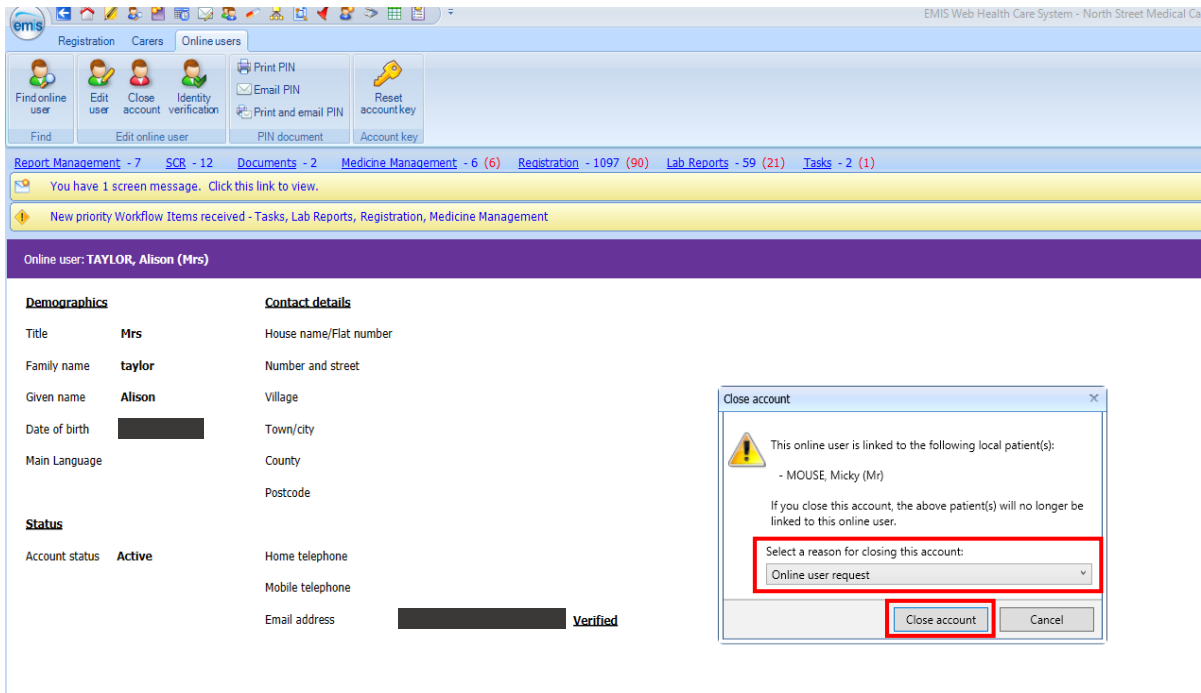 EMIS Web Health Care System - North Street Medical Ca
emis
Registration Carers Online users
Find online user
Edit user
Close account
Identity verification
Print PIN
Email PIN
Print and email PIN
Reset account key
Find
Edit online user
PIN document
Account key
Report Management - 7 SCR - 12 Documents - 2 Medicine Management - 6 (6) Registration - 1097 (90) Lab Reports - 59 (21) Tasks - 2 (1)
You have 1 screen message. Click this link to view.
New priority Workflow Items received - Tasks, Lab Reports, Registration, Medicine Management
Online user: TAYLOR, Alison (Mrs)
Demographics
Title Mrs
Family name taylor
Given name Alison
Date of birth
Main Language
Status
Account status Active
Contact details
House name/Flat number
Number and street
Village
Town/city
County
Postcode
Home telephone
Mobile telephone
Email address Verified
Close account
This online user is linked to the following local patient(s):
- MOUSE, Micky (Mr)
If you close this account, the above patient(s) will no longer be
linked to this online user.
Select a reason for closing this account:
Online user request
Close account Cancel